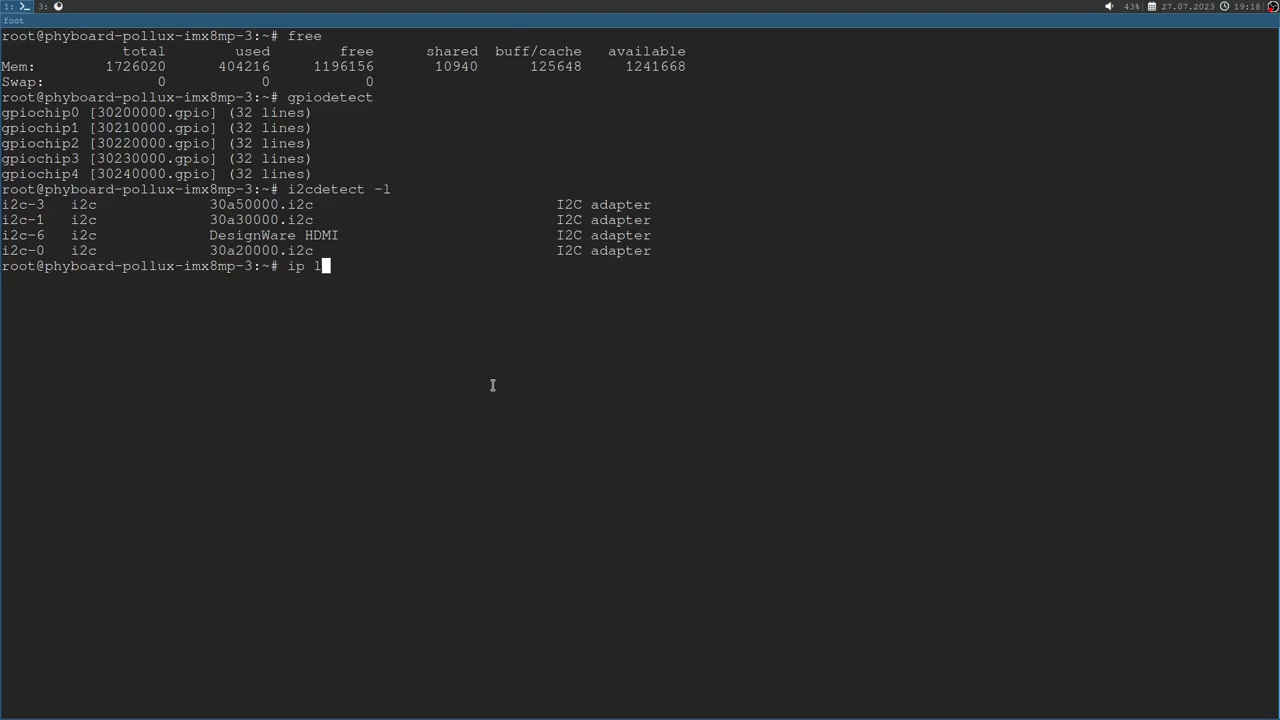 1: 3: 43% 27.07.2023 19:18
foot
root@phyboard-pollux-imx8mp-3:~# free
total used free shared buff/cache available
Mem: 1726020 404216 1196156 10940 125648 1241668
Swap: 0 0 0
root@phyboard-pollux-imx8mp-3:~# gpiodetect
gpiochip0 [30200000.gpio] (32 lines)
gpiochip1 [30210000.gpio] (32 lines)
gpiochip2 [30220000.gpio] (32 lines)
gpiochip3 [30230000.gpio] (32 lines)
gpiochip4 [30240000.gpio] (32 lines)
root@phyboard-pollux-imx8mp-3:~# i2cdetect -l
i2c-3 i2c 30a50000.i2c I2C adapter
i2c-1 i2c 30a30000.i2c I2C adapter
i2c-6 i2c DesignWare HDMI I2C adapter
i2c-0 i2c 30a20000.i2c I2C adapter
root@phyboard-pollux-imx8mp-3:~# ip l